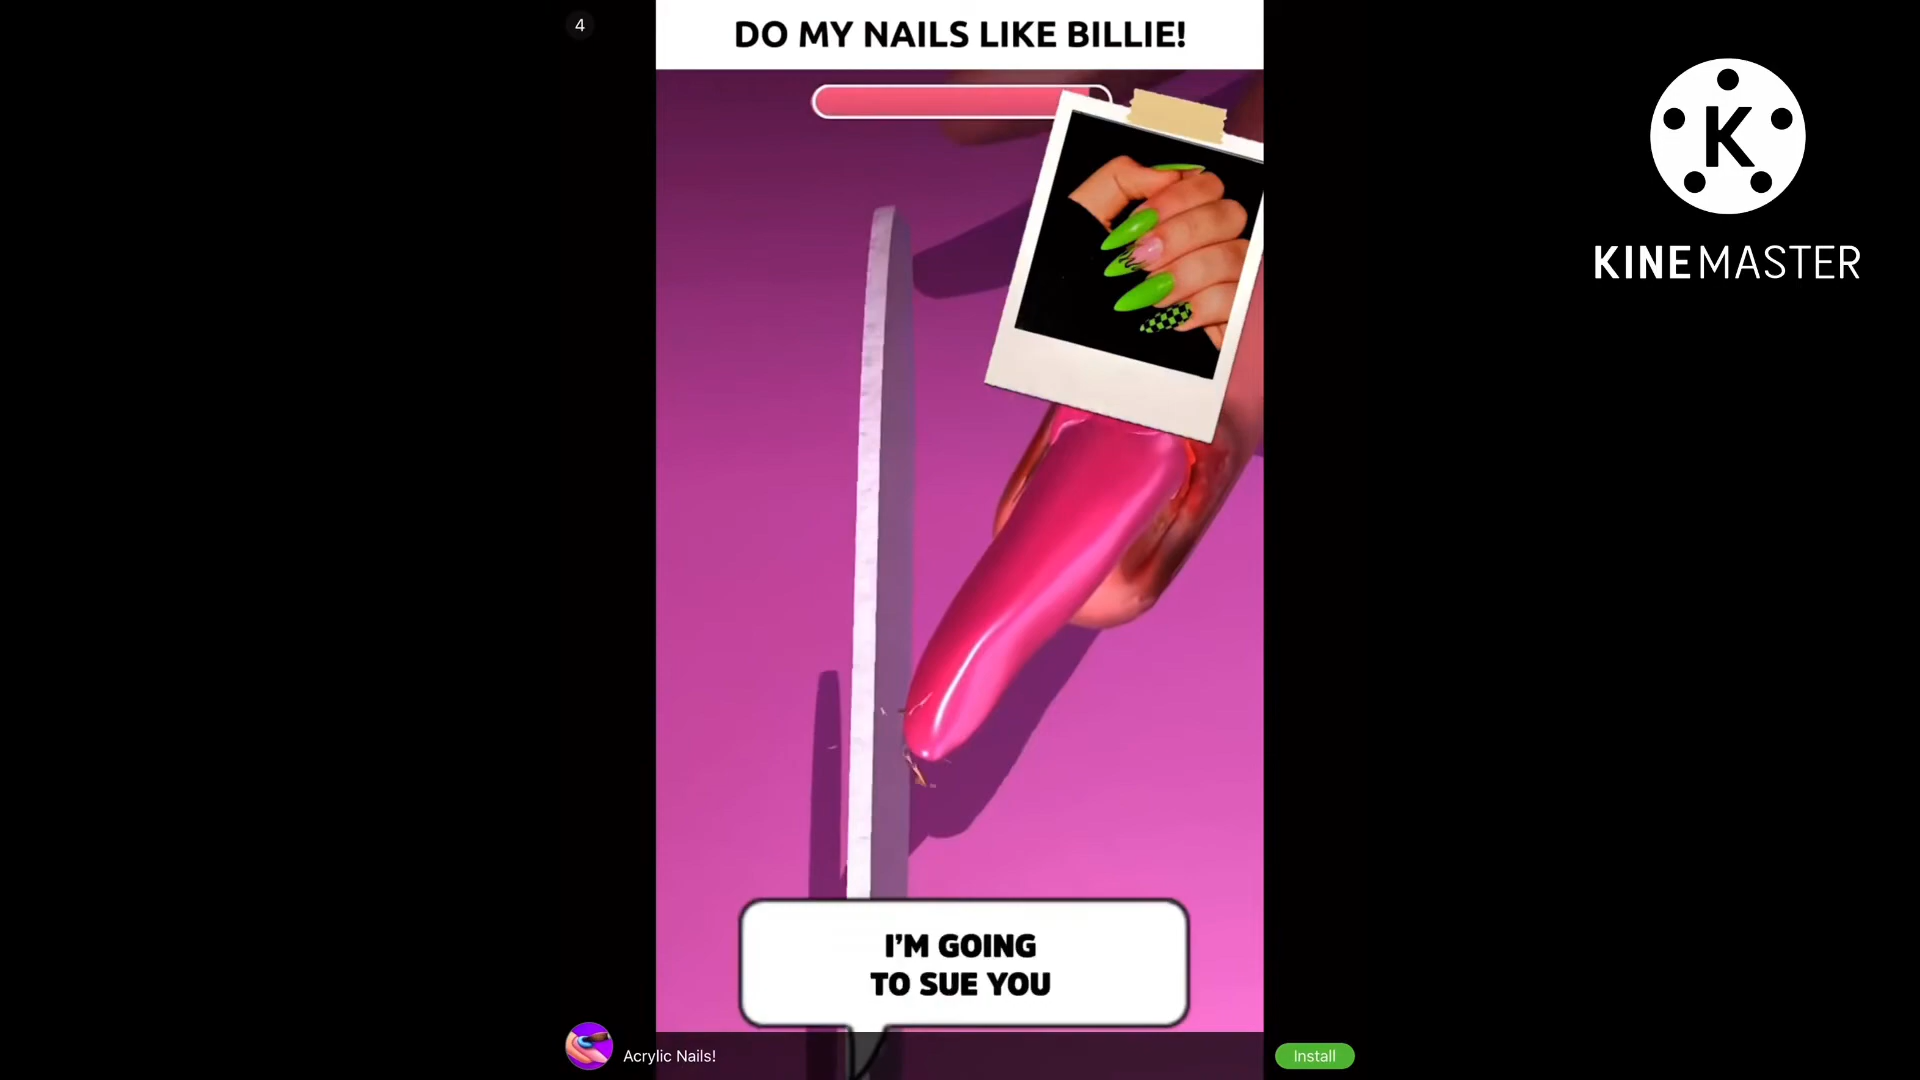 4
DO MY NAILS LIKE BILLIE!
K
KINEMASTER
I'M GOING
TO SUE YOU
Acrylic Nails!
Install